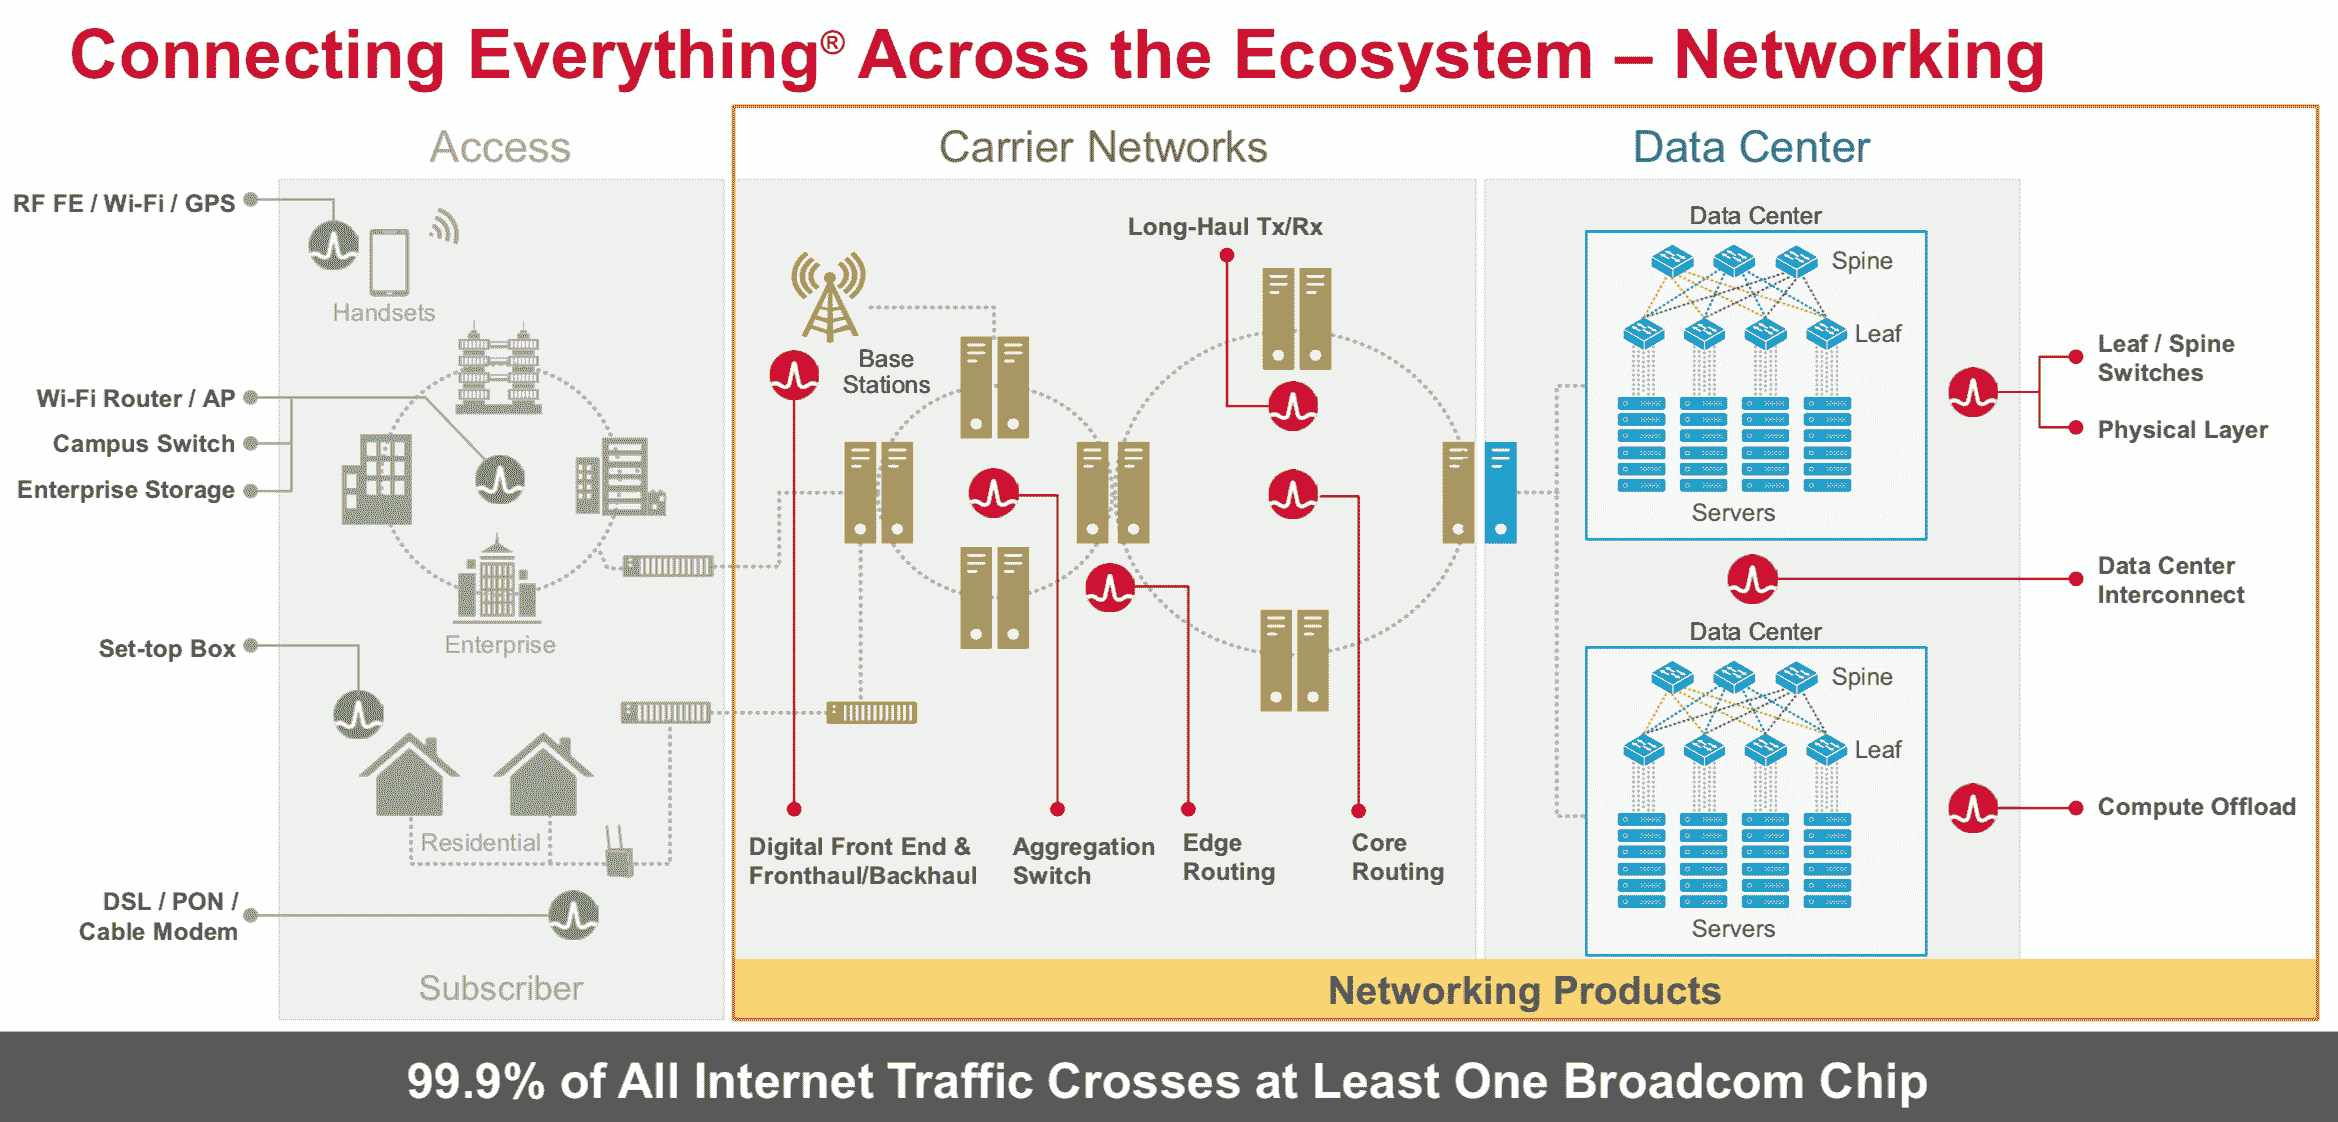 Connecting Everything® Across the Ecosystem – Networking
Access
Carrier Networks
Data Center
RF FE / Wi-Fi / GPS
Handsets
Wi-Fi Router / AP
Campus Switch
Enterprise Storage
Enterprise
Set-top Box
Residential
DSL / PON /
Cable Modem
Subscriber
Base
Stations
Long-Haul Tx/Rx
Digital Front End &
Fronthaul/Backhaul
Aggregation
Switch
Edge
Routing
Core
Routing
Data Center
Spine
Leaf
Servers
Data Center
Spine
Leaf
Servers
Leaf / Spine
Switches
Physical Layer
Data Center
Interconnect
Compute Offload
Networking Products
99.9% of All Internet Traffic Crosses at Least One Broadcom Chip